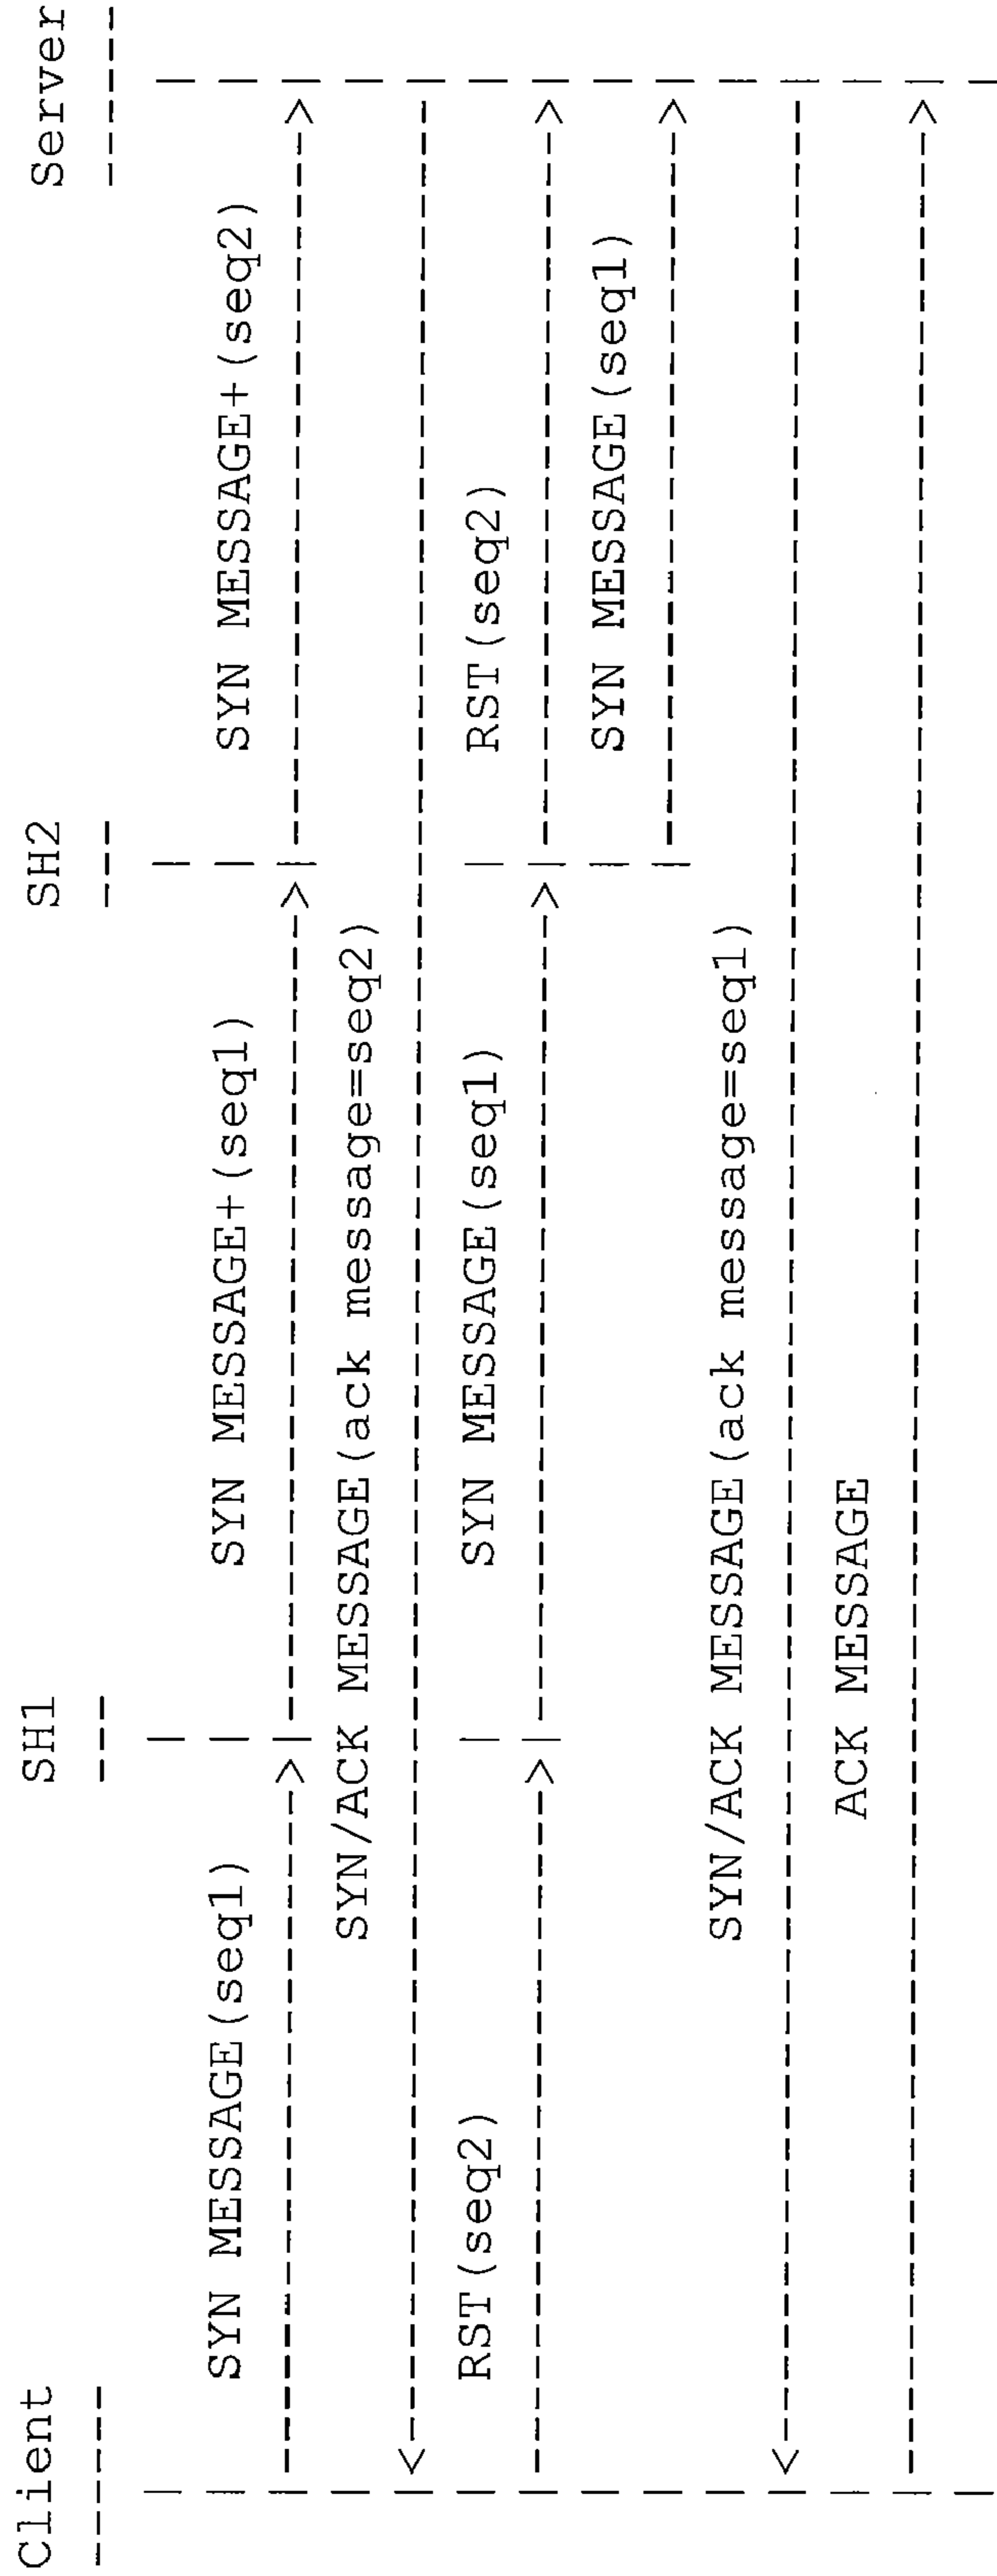 Client SH1 SH2 Server
SYN MESSAGE(seq1) SYN MESSAGE+(seq1) SYN MESSAGE+(seq2)
SYN/ACK MESSAGE(ack message=seq2)
RST(seq2) SYN MESSAGE(seq1) RST(seq2)
SYN MESSAGE(seq1)
SYN/ACK MESSAGE(ack message=seq1)
ACK MESSAGE